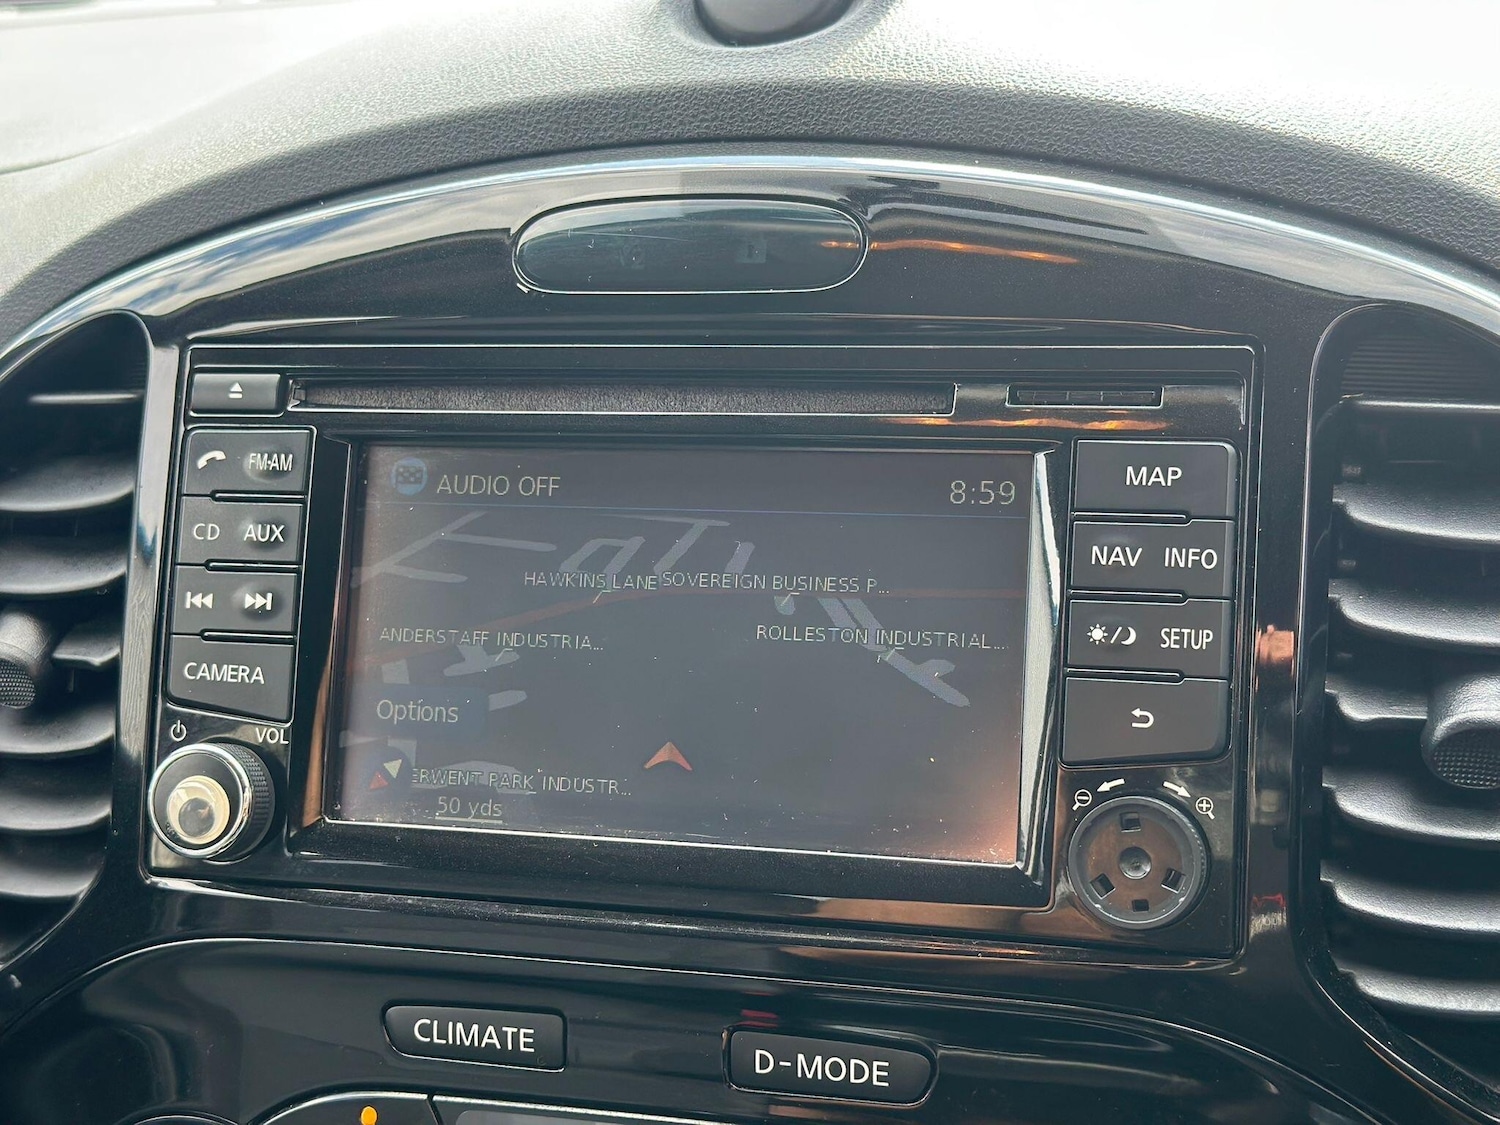 FM·AM
CD AUX
CAMERA
VOL
AUDIO OFF
8:59
HAWKINS LANE
SOVEREIGN BUSINESS P...
ANDERSTAFF INDUSTRIA...
ROLLESTON INDUSTRIAL...
Options
ERWENT PARK INDUSTR...
50 yds
MAP
NAV INFO
SETUP
CLIMATE
D-MODE